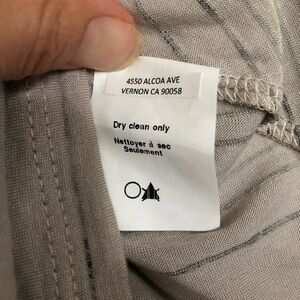 4550 ALCOA AVE
VERNON CA 90058
Dry clean only
Nettoyer à sec
Seulement